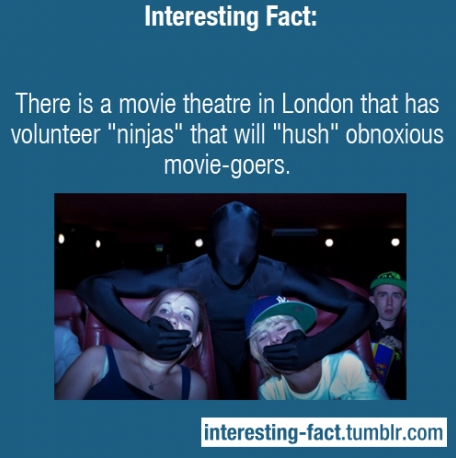 Interesting Fact:
There is a movie theatre in London that has
volunteer "ninjas" that will "hush" obnoxious
movie-goers.
interesting-fact.tumblr.com